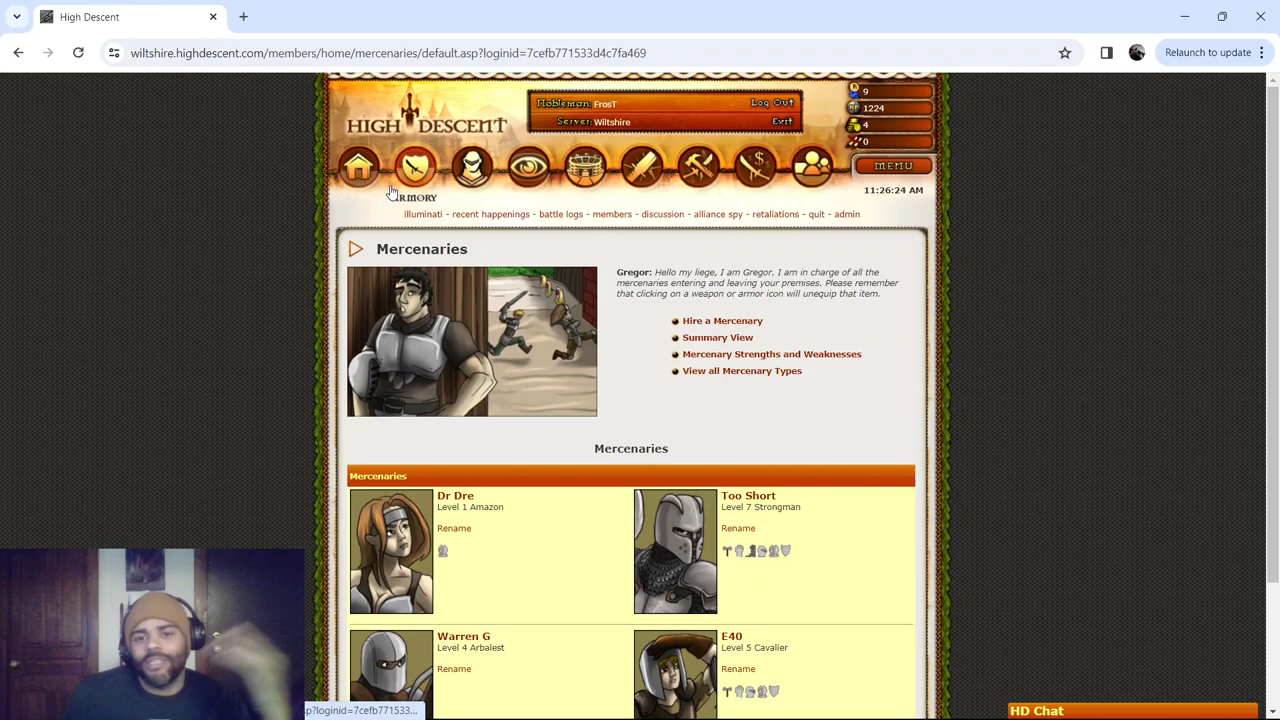 High Descent
wiltshire.highdescent.com/members/home/mercenaries/default.asp?loginid=7cefb771533d4c7fa469
Relaunch to update
HIGH DESCENT
Nobleman: FrosT
Log Out
Server: Wiltshire
Exit
9
1224
4
0
MENU
ARMORY
11:26:24 AM
illuminati - recent happenings - battle logs - members - discussion - alliance spy - retaliations - quit - admin
Mercenaries
Gregor: Hello my liege, I am Gregor. I am in charge of all the
mercenaries entering and leaving your premises. Please remember
that clicking on a weapon or armor icon will unequip that item.
Hire a Mercenary
Summary View
Mercenary Strengths and Weaknesses
View all Mercenary Types
Mercenaries
Mercenaries
Dr Dre
Level 1 Amazon
Rename
Too Short
Level 7 Strongman
Rename
Warren G
Level 4 Arbalest
Rename
E40
Level 5 Cavalier
Rename
sp?loginid=7cefb771533...
HD Chat